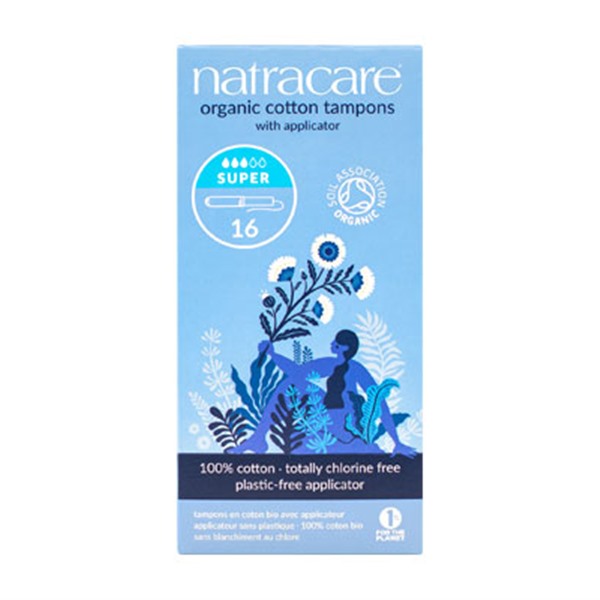 natracare
organic cotton tampons
with applicator
SUPER
16
SOIL ASSOCIATION
ORGANIC
100% cotton - totally chlorine free
plastic-free applicator
tampons en coton bio avec applicateur
applicateur sans plastique - 100% coton bio
sans blanchiment au chlore
1%
FOR THE
PLANET